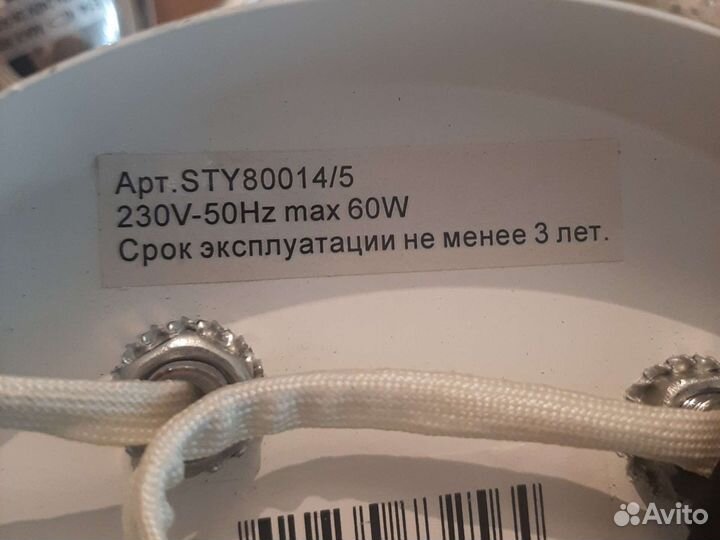 Арт.STY80014/5
230V-50Hz max 60W
Срок эксплуатации не менее 3 лет.
Avito